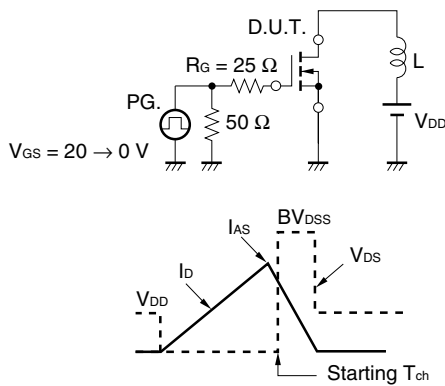 D.U.T.
L
RG = 25 Ω
PG.
50 Ω
VDD
VGS = 20 → 0 V
BVDSS
IAS
ID
VDS
VDD
Starting Tch